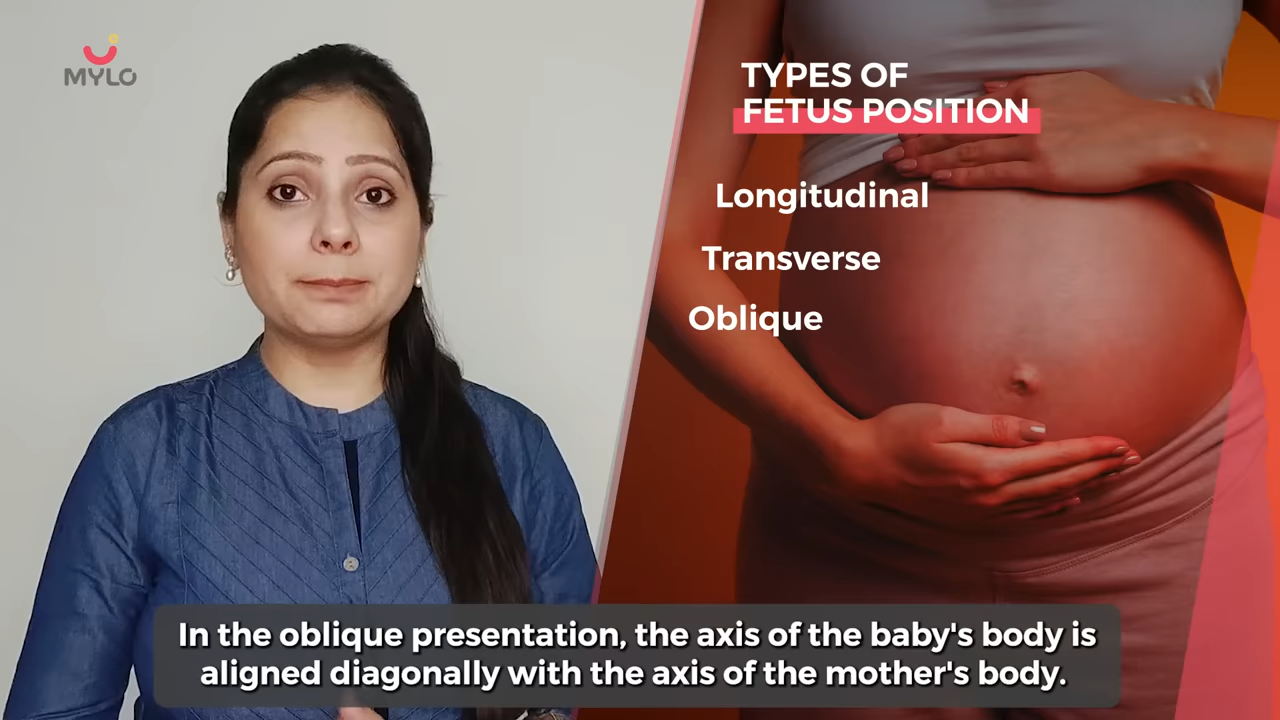 MYLO
TYPES OF
FETUS POSITION
Longitudinal
Transverse
Oblique
In the oblique presentation, the axis of the baby's body is
aligned diagonally with the axis of the mother's body.